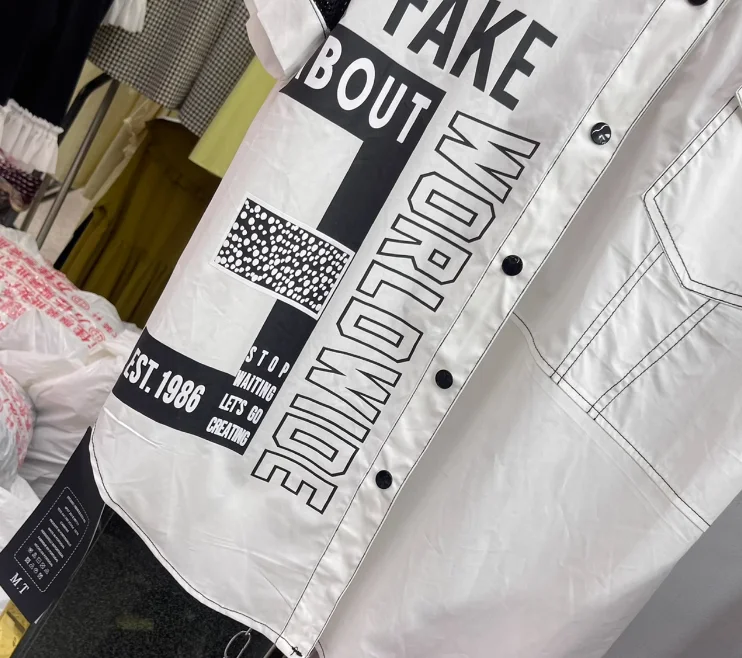 FAKE
ABOUT
WORLDWIDE
EST. 1986
STOP
WAITING
LET'S GO
CREATING
M.T